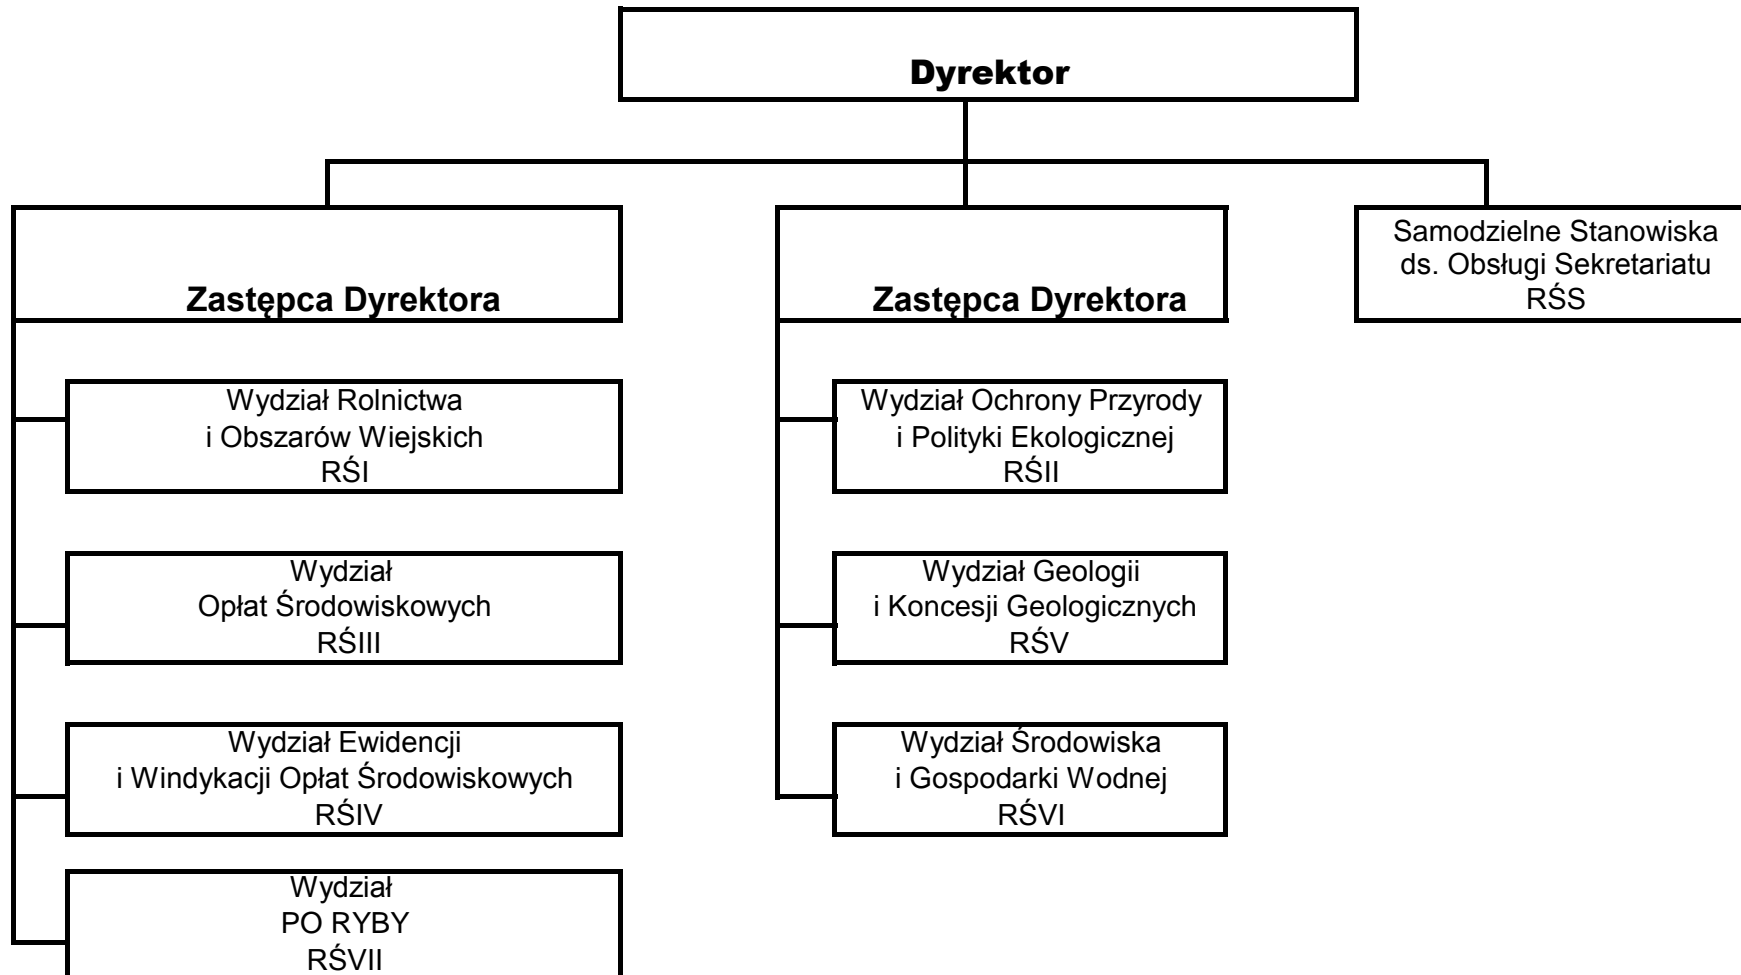 Dyrektor
Zastępca Dyrektora
Zastępca Dyrektora
Samodzielne Stanowiska
ds. Obsługi Sekretariatu
RŚS
Wydział Rolnictwa
i Obszarów Wiejskich
RŚI
Wydział
Opłat Środowiskowych
RŚIII
Wydział Ewidencji
i Windykacji Opłat Środowiskowych
RŚIV
Wydział
PO RYBY
RŚVII
Wydział Ochrony Przyrody
i Polityki Ekologicznej
RŚII
Wydział Geologii
i Koncesji Geologicznych
RŚV
Wydział Środowiska
i Gospodarki Wodnej
RŚVI